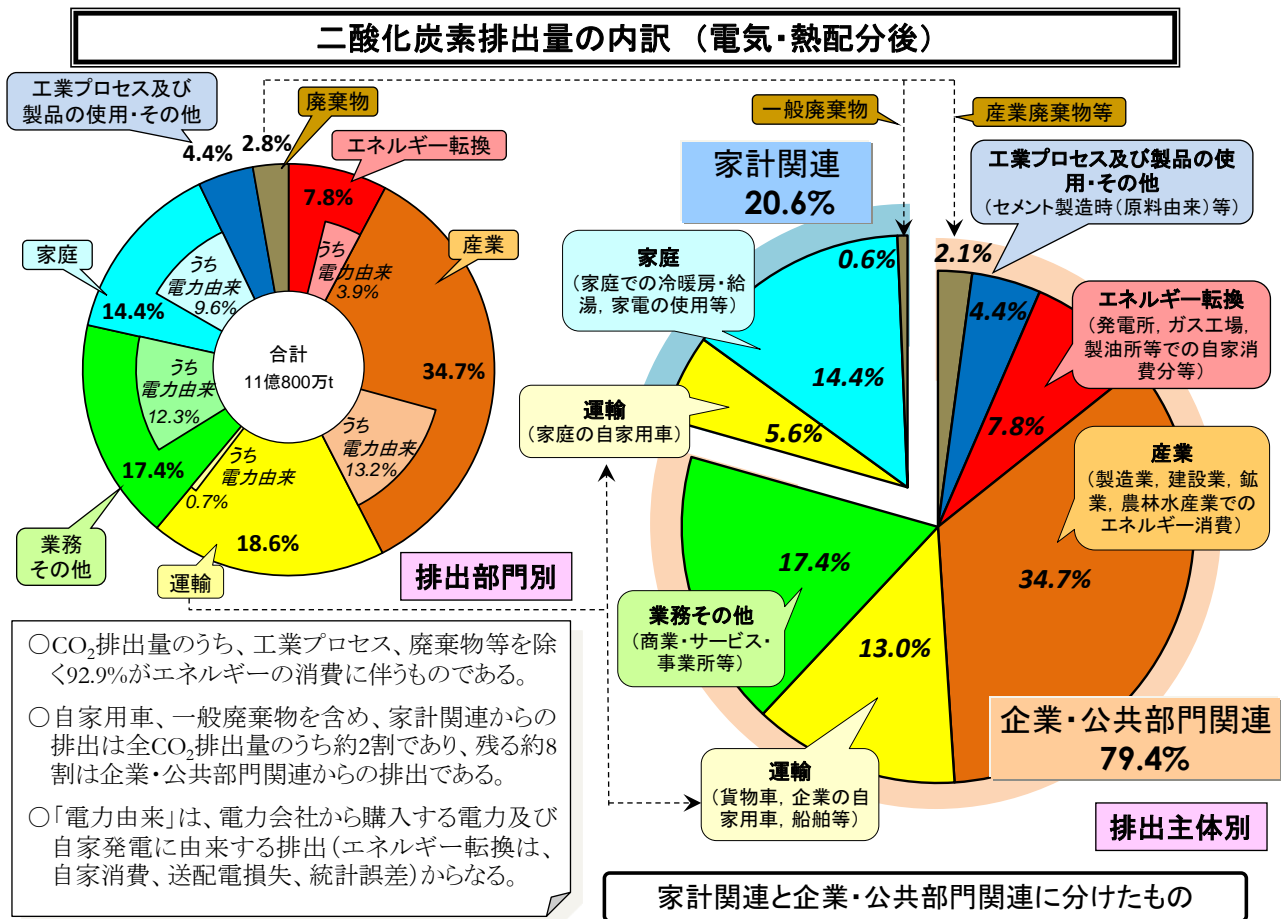 二酸化炭素排出量の内訳 （電気・熱配分後）
工業プロセス及び
製品の使用・その他
廃棄物
エネルギー転換
産業
家庭
業務
その他
運輸
4.4%
2.8%
7.8%
うち
電力由来
3.9%
34.7%
うち
電力由来
13.2%
18.6%
うち
電力由来
0.7%
17.4%
うち
電力由来
12.3%
14.4%
うち
電力由来
9.6%
合計
11億800万t
排出部門別
○CO₂排出量のうち、工業プロセス、廃棄物等を除
く92.9%がエネルギーの消費に伴うものである。
○自家用車、一般廃棄物を含め、家計関連からの
排出は全CO₂排出量のうち約2割であり、残る約8
割は企業・公共部門関連からの排出である。
○「電力由来」は、電力会社から購入する電力及び
自家発電に由来する排出（エネルギー転換は、
自家消費、送配電損失、統計誤差）からなる。
一般廃棄物
産業廃棄物等
家計関連
20.6%
家庭
（家庭での冷暖房・給
湯，家電の使用等）
運輸
（家庭の自家用車）
0.6%
14.4%
5.6%
工業プロセス及び製品の使
用・その他
（セメント製造時（原料由来）等）
エネルギー転換
（発電所，ガス工場，
製油所等での自家消
費分等）
産業
（製造業，建設業，鉱
業，農林水産業での
エネルギー消費）
2.1%
4.4%
7.8%
34.7%
17.4%
13.0%
業務その他
（商業・サービス・
事業所等）
運輸
（貨物車，企業の自
家用車，船舶等）
企業・公共部門関連
79.4%
排出主体別
家計関連と企業・公共部門関連に分けたもの